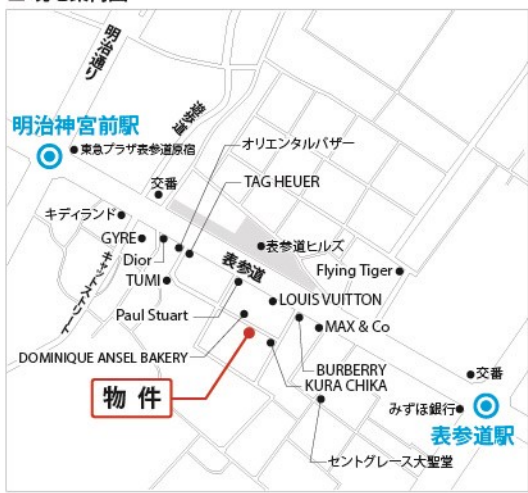 明治通り
遊歩道
明治神宮前駅
東急プラザ表参道原宿
オリエンタルバザー
交番
TAG HEUER
キディランド
GYRE
Dior
表参道ヒルズ
表参道
Flying Tiger
TUMI
キャットストリート
LOUIS VUITTON
Paul Stuart
MAX & Co
DOMINIQUE ANSEL BAKERY
BURBERRY
KURA CHIKA
交番
物件
みずほ銀行
表参道駅
セントグレース大聖堂